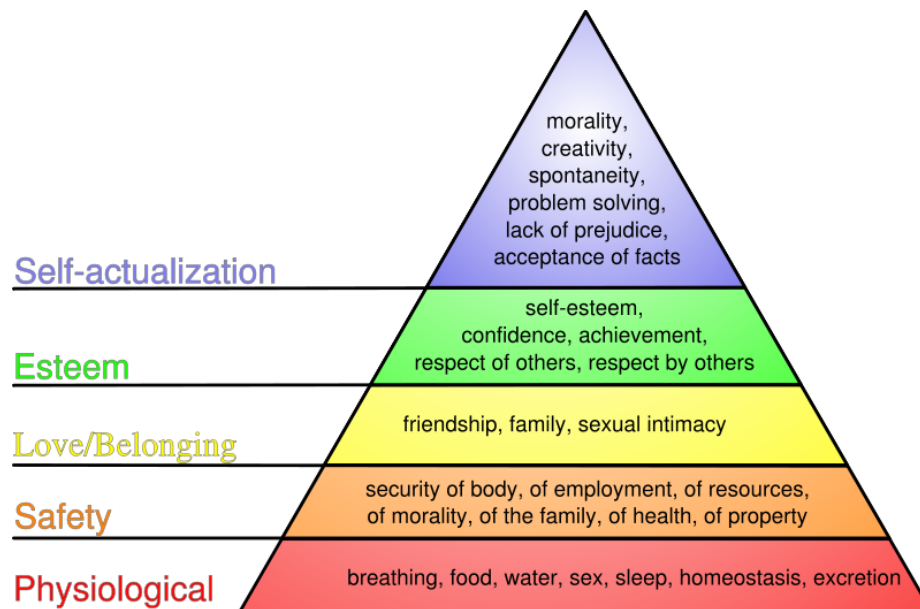 morality,
creativity,
spontaneity,
problem solving,
lack of prejudice,
acceptance of facts
Self-actualization
self-esteem,
confidence, achievement,
respect of others, respect by others
Esteem
friendship, family, sexual intimacy
Love/Belonging
security of body, of employment, of resources,
of morality, of the family, of health, of property
Safety
breathing, food, water, sex, sleep, homeostasis, excretion
Physiological